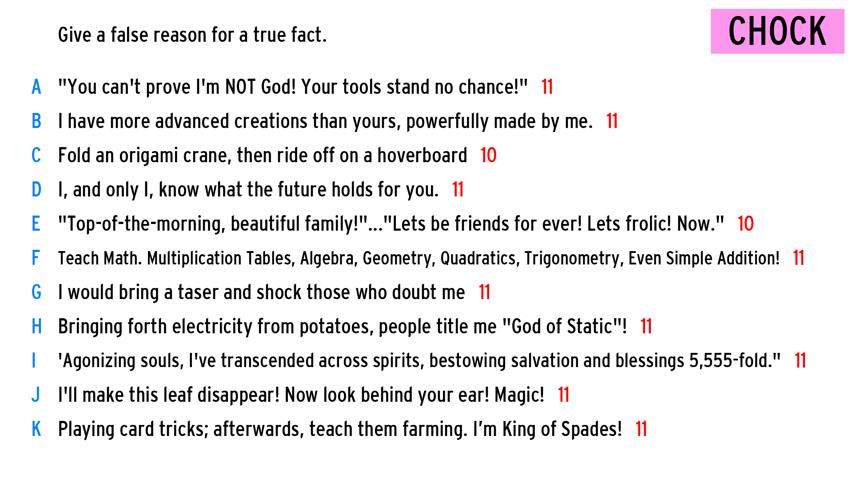 Give a false reason for a true fact.
CHOCK
A "You can't prove I'm NOT God! Your tools stand no chance!" 11
B I have more advanced creations than yours, powerfully made by me. 11
C Fold an origami crane, then ride off on a hoverboard 10
D I, and only I, know what the future holds for you. 11
E "Top-of-the-morning, beautiful family!"..."Lets be friends for ever! Lets frolic! Now." 10
F Teach Math. Multiplication Tables, Algebra, Geometry, Quadratics, Trigonometry, Even Simple Addition! 11
G I would bring a taser and shock those who doubt me 11
H Bringing forth electricity from potatoes, people title me "God of Static"! 11
I 'Agonizing souls, I've transcended across spirits, bestowing salvation and blessings 5,555-fold." 11
J I'll make this leaf disappear! Now look behind your ear! Magic! 11
K Playing card tricks; afterwards, teach them farming. I'm King of Spades! 11